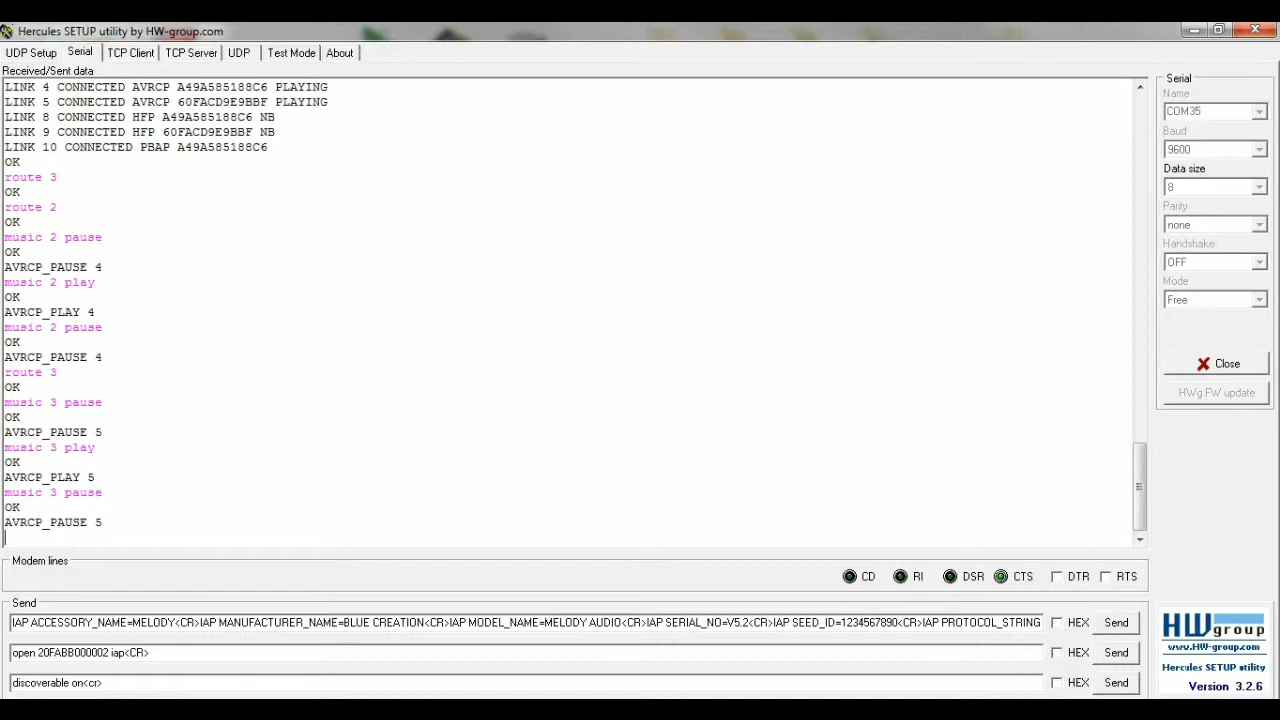 Hercules SETUP utility by HW-group.com
UDP Setup Serial TCP Client TCP Server UDP Test Mode About
Received/Sent data
LINK 4 CONNECTED AVRCP A49A585188C6 PLAYING
LINK 5 CONNECTED AVRCP 60FACD9E9BBF PLAYING
LINK 8 CONNECTED HFP A49A585188C6 NB
LINK 9 CONNECTED HFP 60FACD9E9BBF NB
LINK 10 CONNECTED PBAP A49A585188C6
OK
route 3
OK
route 2
OK
music 2 pause
OK
AVRCP_PAUSE 4
music 2 play
OK
AVRCP_PLAY 4
music 2 pause
OK
AVRCP_PAUSE 4
route 3
OK
music 3 pause
OK
AVRCP_PAUSE 5
music 3 play
OK
AVRCP_PLAY 5
music 3 pause
OK
AVRCP_PAUSE 5
Serial
Name
COM35
Baud
9600
Data size
8
Parity
none
Handshake
OFF
Mode
Free
Close
HWg FW update
Modem lines
CD RI DSR CTS DTR RTS
Send
IAP ACCESSORY_NAME=MELODY<CR>IAP MANUFACTURER_NAME=BLUE CREATION<CR>IAP MODEL_NAME=MELODY AUDIO<CR>IAP SERIAL_NO=V5.2<CR>IAP SEED_ID=1234567890<CR>IAP PROTOCOL_STRING HEX Send
open 20FABB000002 iap<CR> HEX Send
discoverable on<cr> HEX Send
HWgroup
www.HW-group.com
Hercules SETUP utility
Version 3.2.6